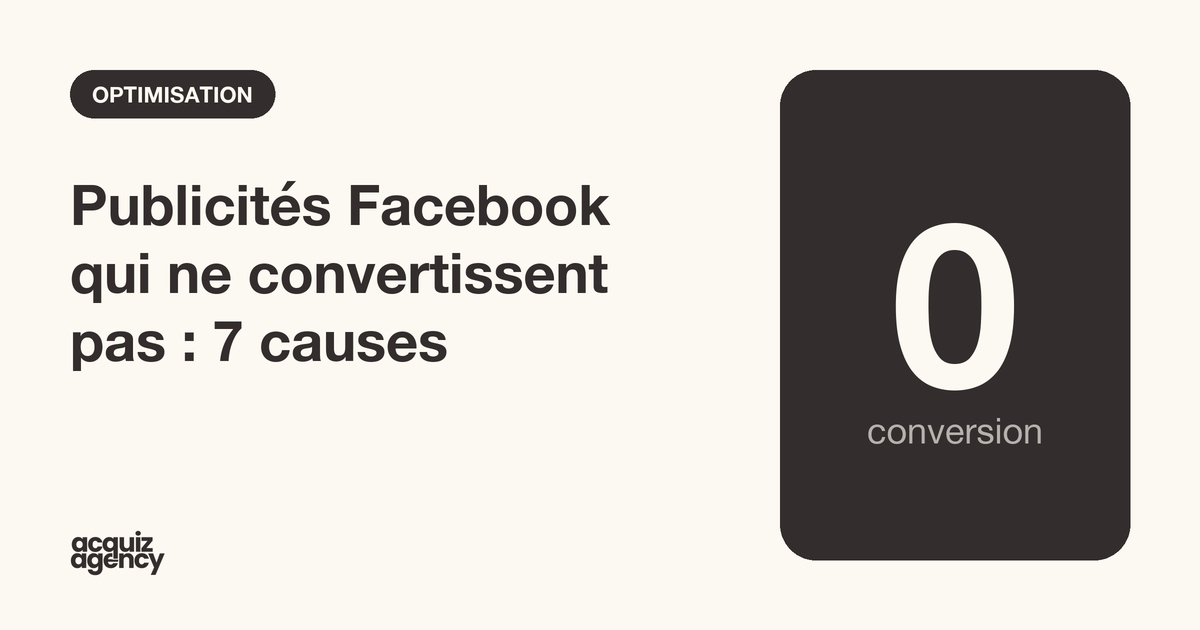 OPTIMISATION
Publicités Facebook
qui ne convertissent
pas : 7 causes
0
conversion
acquiz
agency